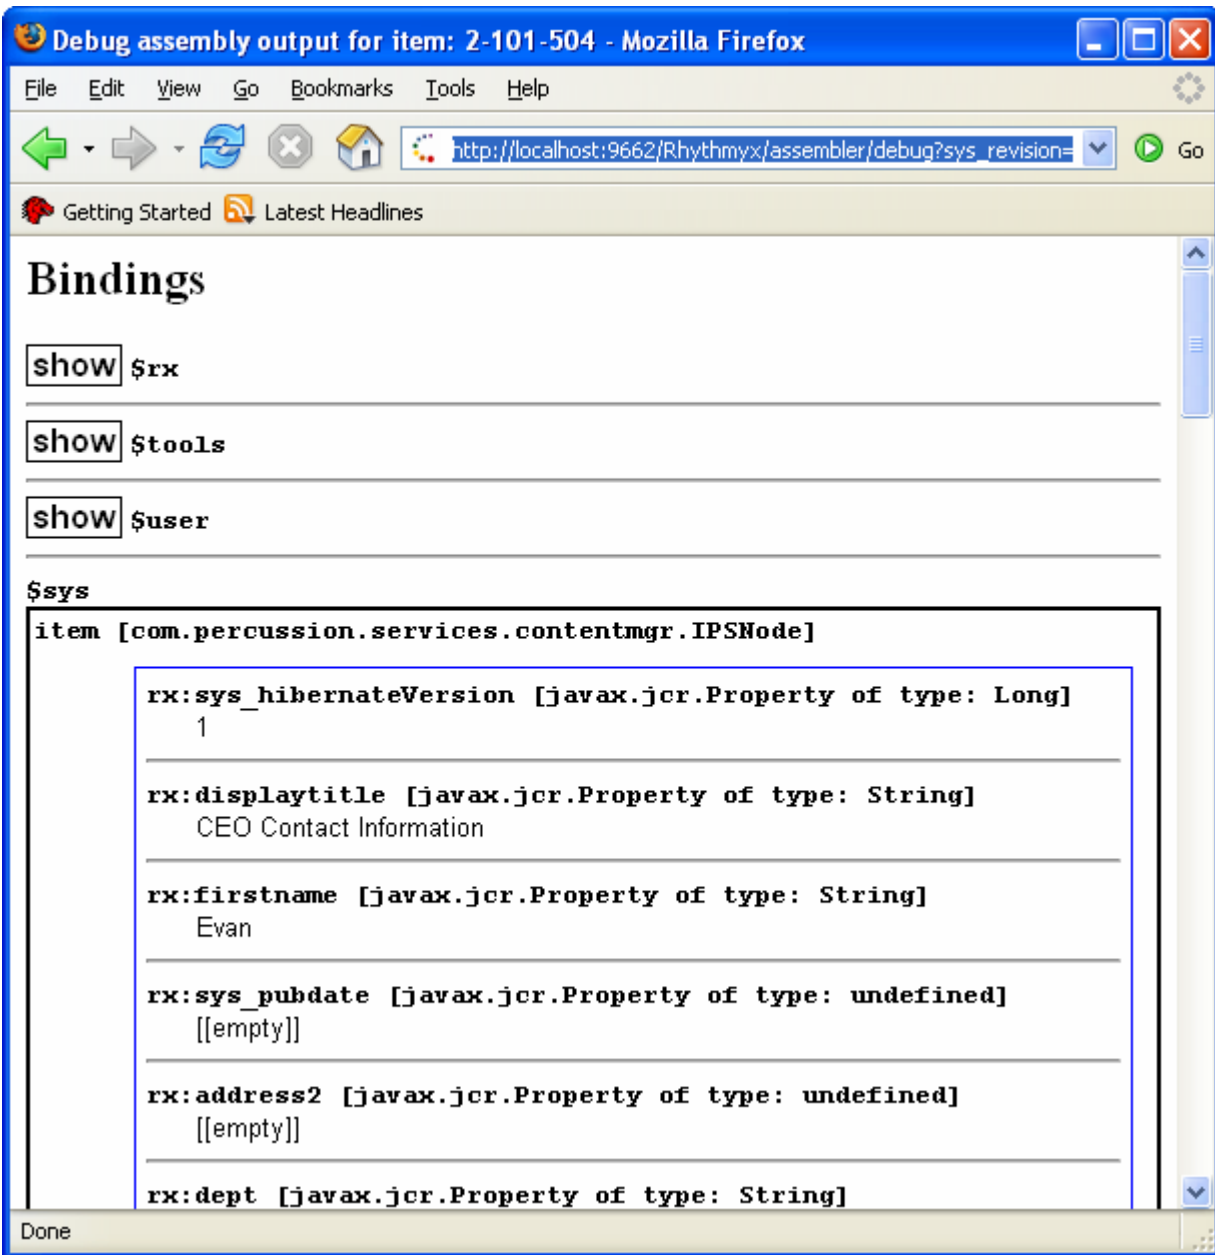 Debug assembly output for item: 2-101-504 - Mozilla Firefox
File Edit View Go Bookmarks Tools Help
http://localhost:9662/Rhythmyx/assembler/debug?sys_revision= Go
Getting Started Latest Headlines
Bindings
show $rx
show $tools
show $user
$sys
item [com.percussion.services.contentmgr.IPSNode]
rx:sys_hibernateVersion [javax.jcr.Property of type: Long]
1
rx:displaytitle [javax.jcr.Property of type: String]
CEO Contact Information
rx:firstname [javax.jcr.Property of type: String]
Evan
rx:sys_pubdate [javax.jcr.Property of type: undefined]
[[empty]]
rx:address2 [javax.jcr.Property of type: undefined]
[[empty]]
rx:dept [javax.jcr.Property of type: String]
Done